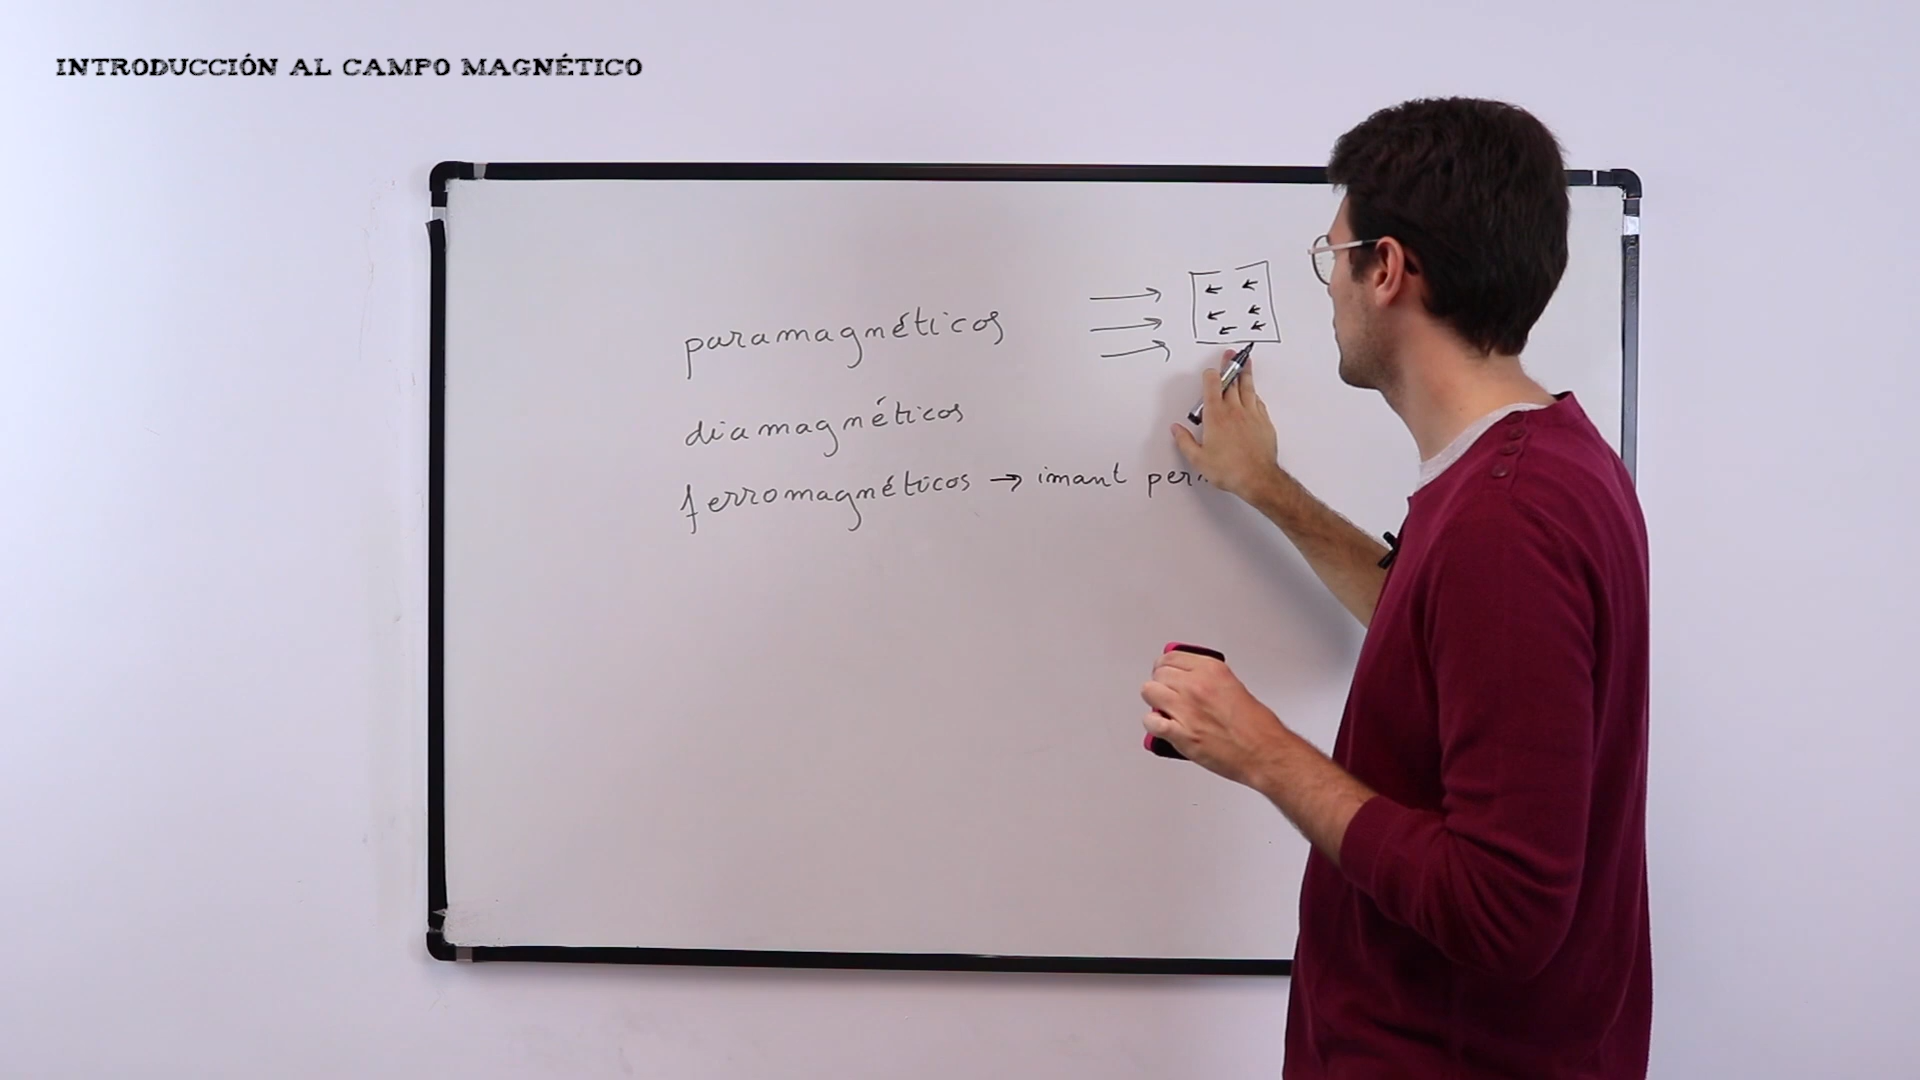 INTRODUCCIÓN AL CAMPO MAGNÉTICO
paramagnéticos
diamagnéticos
ferromagnéticos → imant